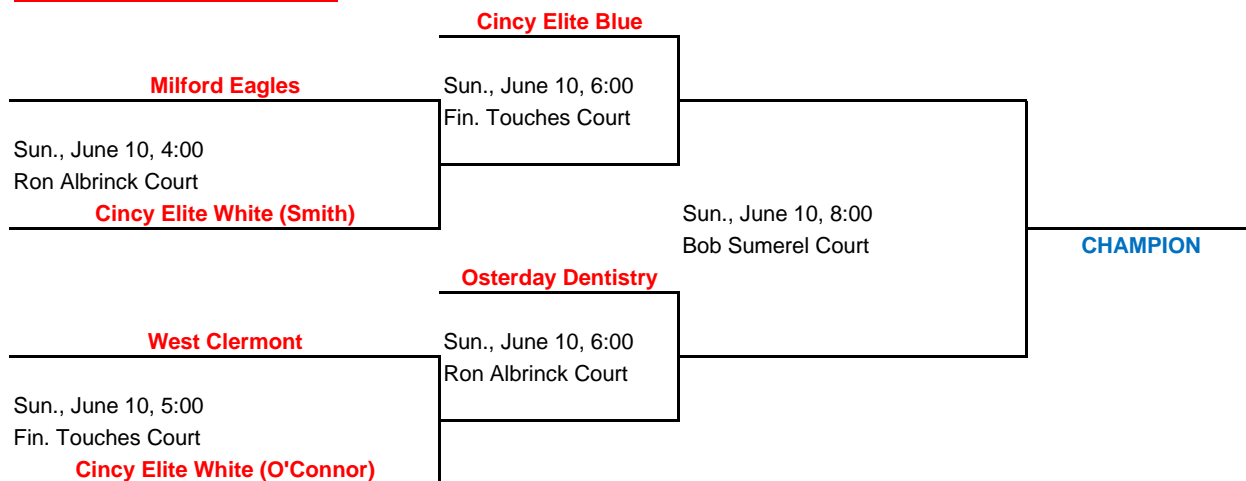 Cincy Elite Blue
Milford Eagles
Sun., June 10, 6:00
Fin. Touches Court
Sun., June 10, 4:00
Ron Albrinck Court
Cincy Elite White (Smith)
Sun., June 10, 8:00
Bob Sumerel Court
CHAMPION
Osterday Dentistry
West Clermont
Sun., June 10, 6:00
Ron Albrinck Court
Sun., June 10, 5:00
Fin. Touches Court
Cincy Elite White (O'Connor)